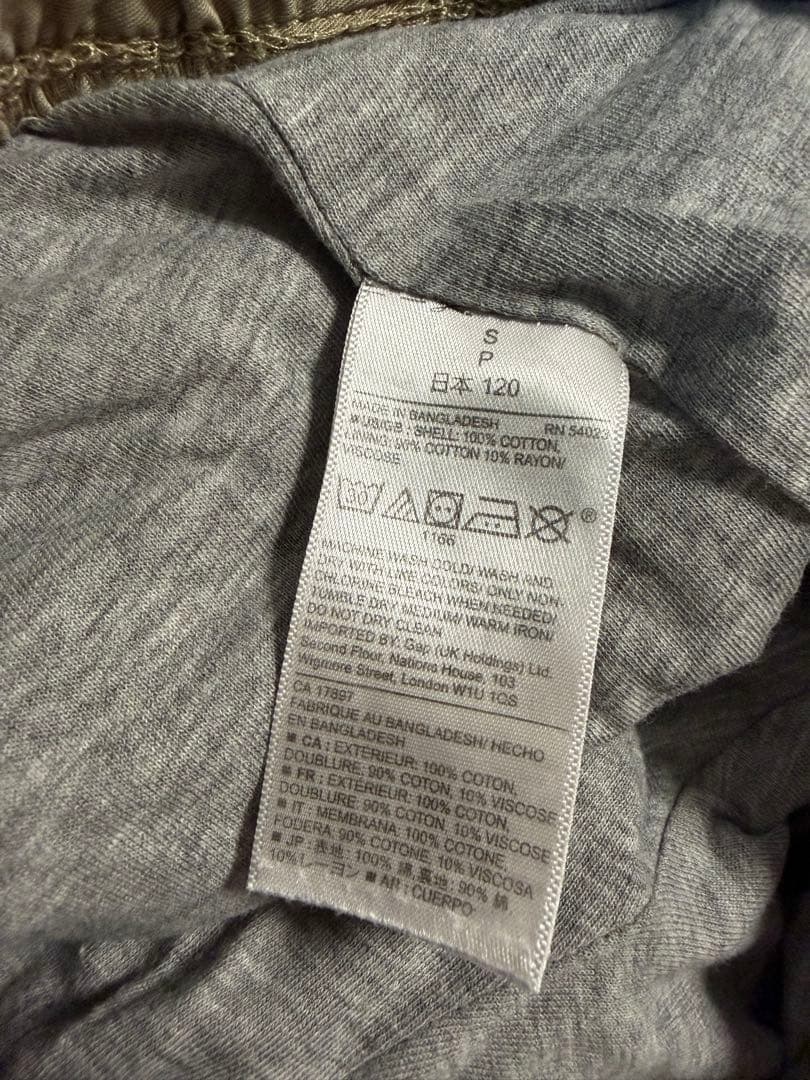 S
P
日本 120
MADE IN BANGLADESH RN 54023
■ US/GB : SHELL: 100% COTTON,
LINING: 90% COTTON 10% RAYON/
VISCOSE
30
®
1166
MACHINE WASH COLD/ WASH AND
DRY WITH LIKE COLORS/ ONLY NON
CHLORINE BLEACH WHEN NEEDED/
TUMBLE DRY MEDIUM/ WARM IRON/
DO NOT DRY CLEAN
IMPORTED BY: Gap (UK Holdings) Ltd.
Second Floor, Nations House, 103
Wigmore Street, London W1U 1QS
CA 17897
FABRIQUE AU BANGLADESH/ HECHO
EN BANGLADESH
■ CA : EXTÉRIEUR: 100% COTON,
DOUBLURE: 90% COTON, 10% VISCOSE
■ FR : EXTÉRIEUR: 100% COTON,
DOUBLURE: 90% COTON, 10% VISCOSE
■ IT : MEMBRANA: 100% COTONE,
FODERA: 90% COTONE, 10% VISCOSA
■ JP : 表地: 100% 綿, 裏地: 90% 綿,
10% レーヨン ■ AR : CUERPO